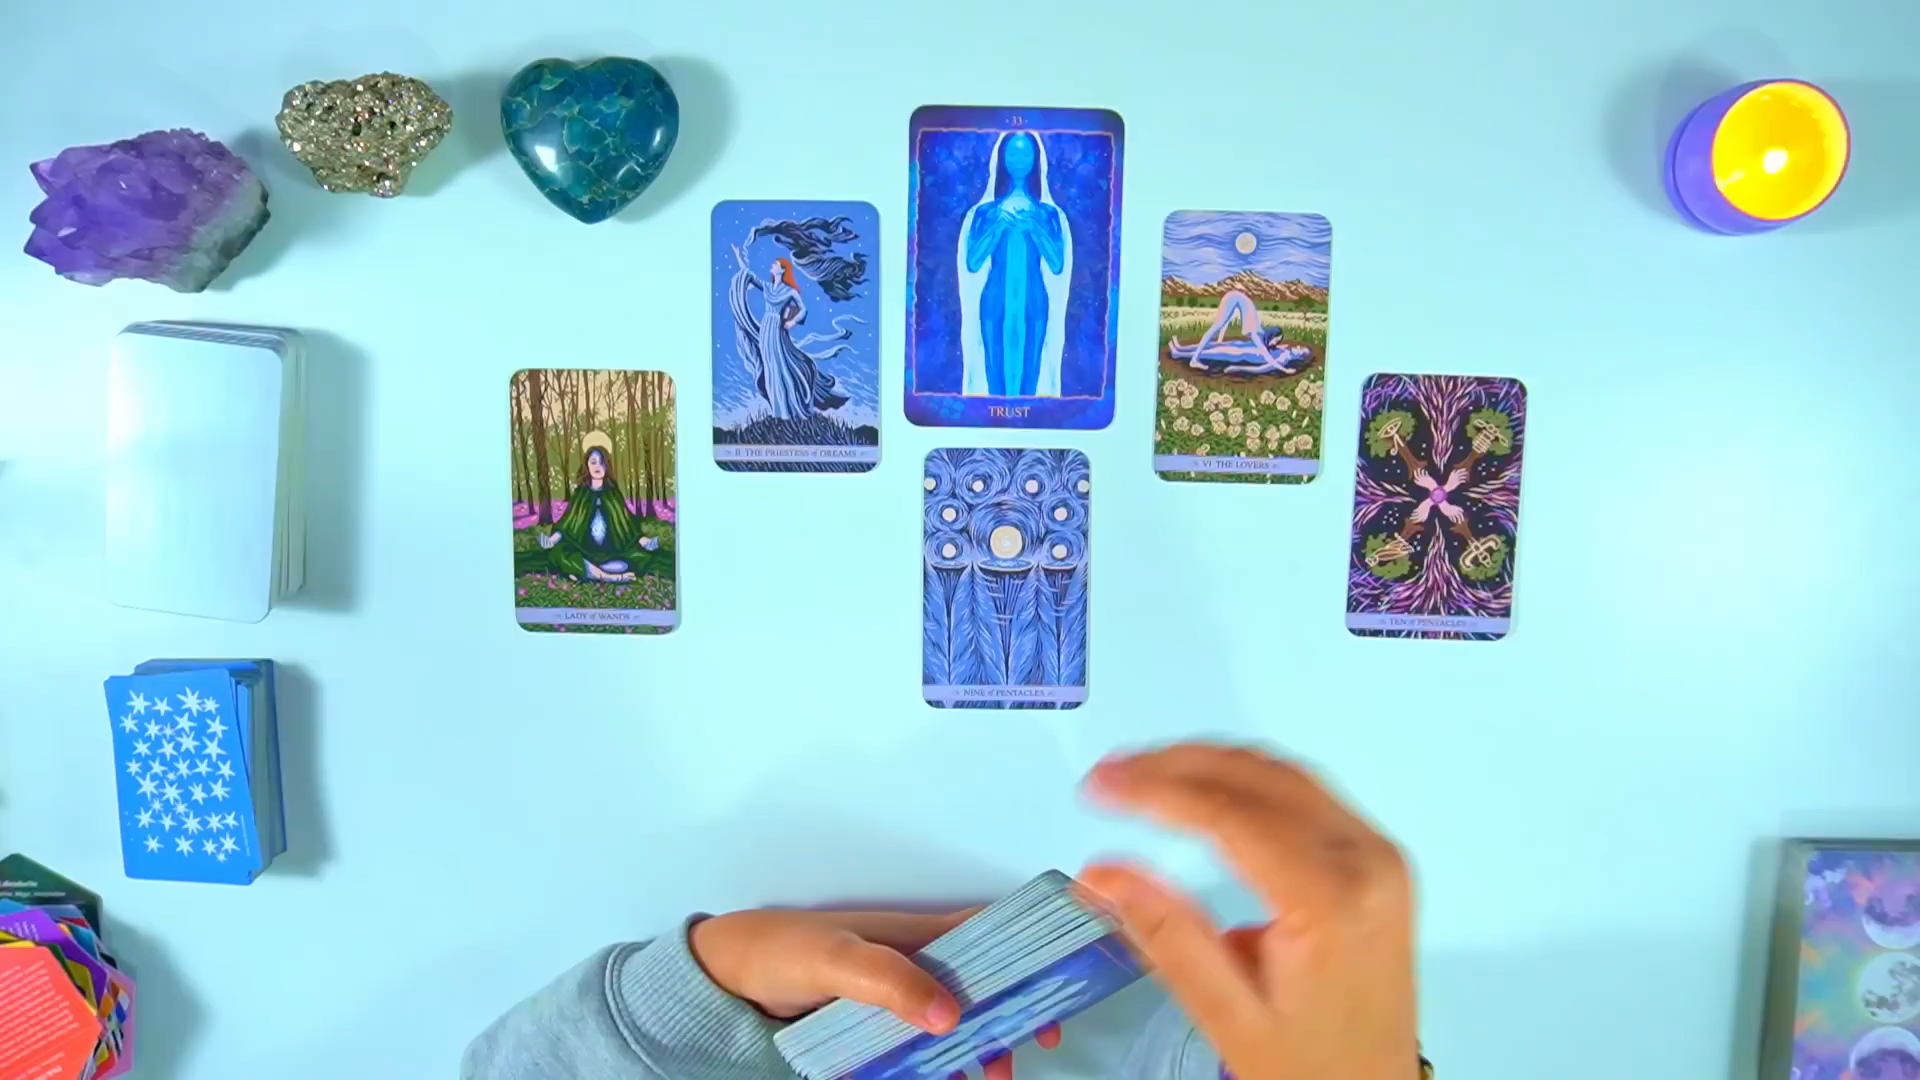 · 33 ·
TRUST
II THE PRIESTESS of DREAMS
VI THE LOVERS
LADY of WANDS
TEN of PENTACLES
NINE of PENTACLES